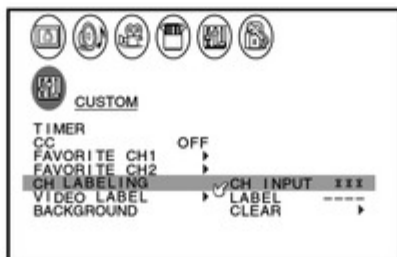 CUSTOM
TIMER
CC OFF
FAVORITE CH1
FAVORITE CH2
CH LABELING CH INPUT XXX
VIDEO LABEL LABEL ----
BACKGROUND CLEAR